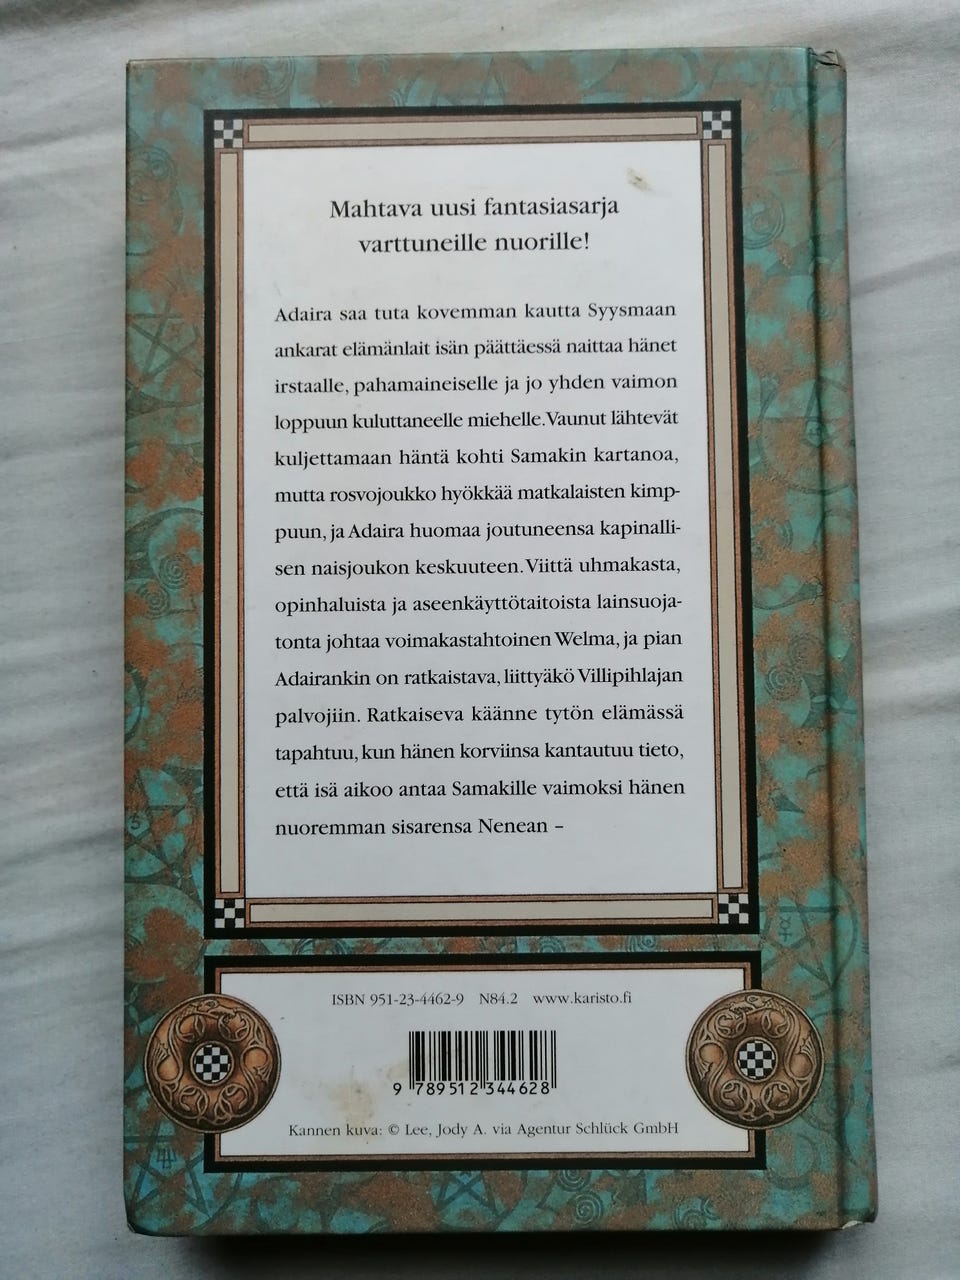 Mahtava uusi fantasiasarja
varttuneille nuorille!
Adaira saa tuta kovemman kautta Syysmaan
ankarat elämänlait isän päättäessä naittaa hänet
irstaalle, pahamaineiselle ja jo yhden vaimon
loppuun kuluttaneelle miehelle. Vaunut lähtevät
kuljettamaan häntä kohti Samakin kartanoa,
mutta rosvojoukko hyökkää matkalaisten kimp-
puun, ja Adaira huomaa joutuneensa kapinalli-
sen naisjoukon keskuuteen. Viittä uhmakasta,
opinhaluista ja aseenkäyttötaitoista lainsuoja-
tonta johtaa voimakastahtoinen Welma, ja pian
Adairankin on ratkaistava, liittyäkö Villipihlajan
palvojiin. Ratkaiseva käänne tytön elämässä
tapahtuu, kun hänen korviinsa kantautuu tieto,
että isä aikoo antaa Samakille vaimoksi hänen
nuoremman sisarensa Nenean –
ISBN 951-23-4462-9 N84.2 www.karisto.fi
9 789512 344628
Kannen kuva: © Lee, Jody A. via Agentur Schlück GmbH